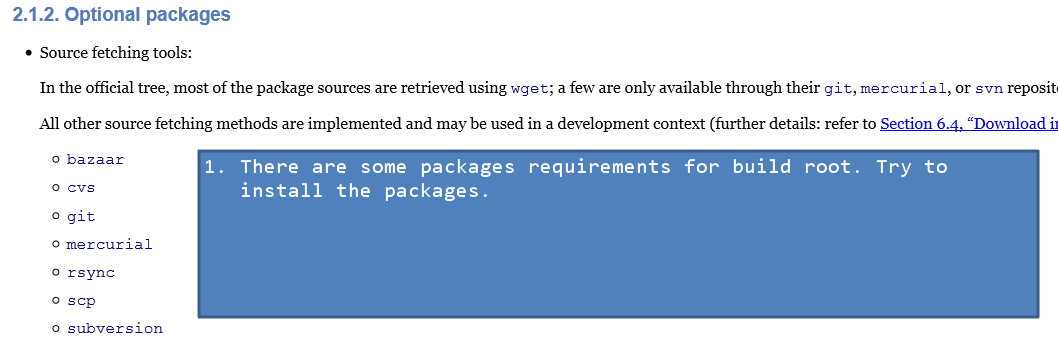 2.1.2. Optional packages
• Source fetching tools:
In the official tree, most of the package sources are retrieved using wget; a few are only available through their git, mercurial, or svn
All other source fetching methods are implemented and may be used in a development context (further details: refer to Section 6.4, “Download
bazaar
cvs
git
mercurial
rsync
scp
subversion
1. There are some packages requirements for build root. Try to
install the packages.